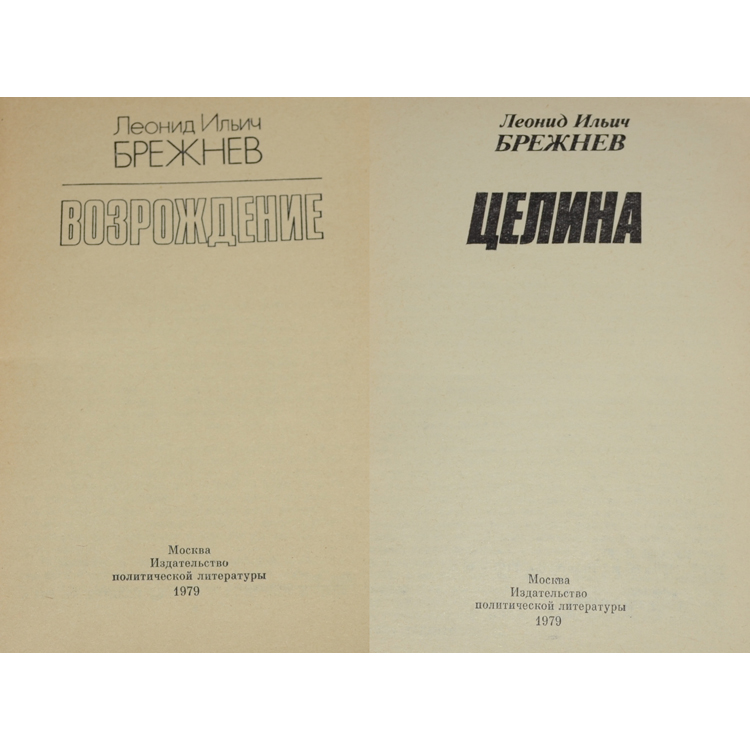 Леонид Ильич
БРЕЖНЕВ
ВОЗРОЖДЕНИЕ
Москва
Издательство
политической литературы
1979
Леонид Ильич
БРЕЖНЕВ
ЦЕЛИНА
Москва
Издательство
политической литературы
1979